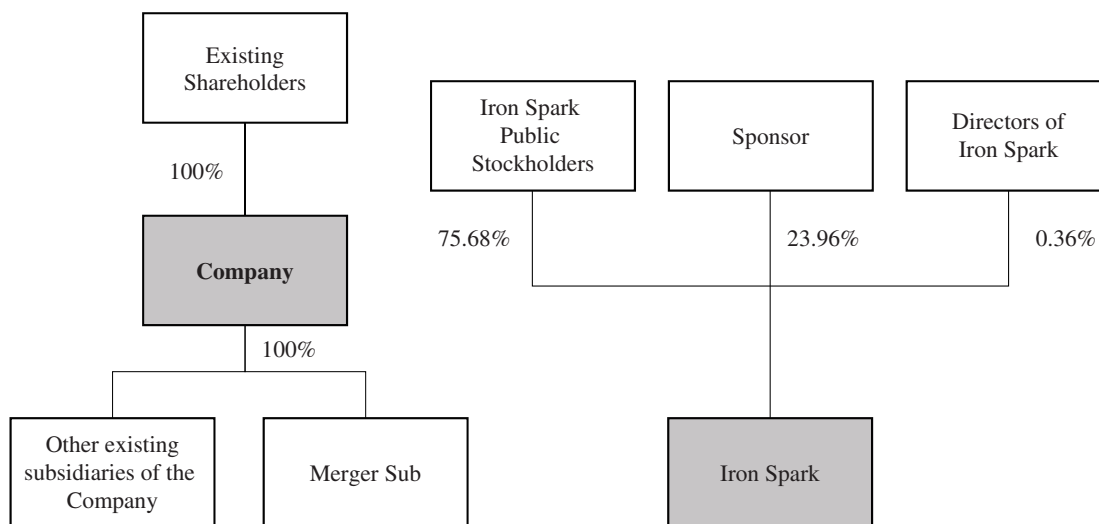 Existing
Shareholders
100%
Company
100%
Other existing
subsidiaries of the
Company
Merger Sub
Iron Spark
Public
Stockholders
Sponsor
Directors of
Iron Spark
75.68%
23.96%
0.36%
Iron Spark